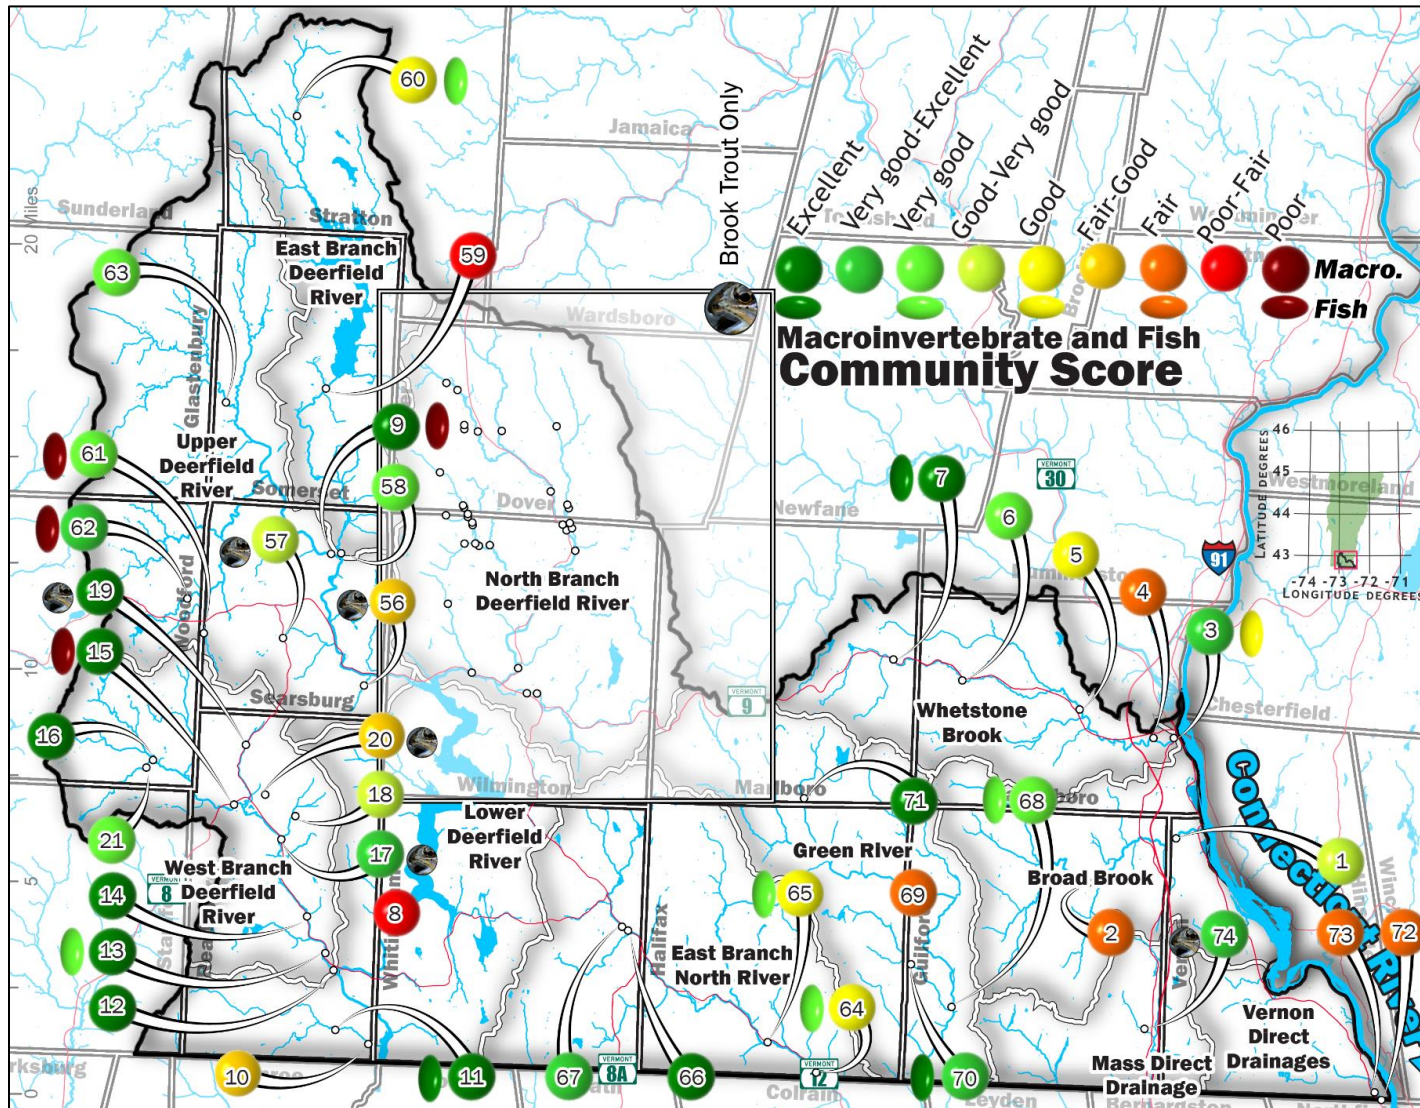 60
Jamaica
Brook Trout Only
Excellent
Very good-Excellent
Very good
Good-Very good
Good
Fair-Good
Fair
Poor-Fair
Poor
Macro.
Fish
Macroinvertebrate and Fish
Community Score
20 Miles
10
5
0
Sunderland
Stratton
East Branch
Deerfield
River
59
63
Wardsboro
Glastenbury
Upper
Deerfield
River
Somerset
9
58
61
62
57
56
19
15
16
Woodford
Dover
Newfane
North Branch
Deerfield River
7
6
5
4
3
VERMONT
30
91
Westmoreland
LATITUDE DEGREES
46
45
44
43
-74 -73 -72 -71
LONGITUDE DEGREES
Searsburg
VERMONT
9
Whetstone
Brook
Chesterfield
20
18
17
8
Wilmington
Marlboro
Lower
Deerfield
River
21
14
13
12
VERMONT
8
West Branch
Deerfield
River
Halifax
71
68
Green River
65
69
Guilford
Broad Brook
2
1
Connecticut River
74
73
72
Vernon
East Branch
North River
64
Vernon
Direct
Drainages
Mass Direct
Drainage
10
11
67
VERMONT
8A
66
Colrain
VERMONT
12
70
Leyden